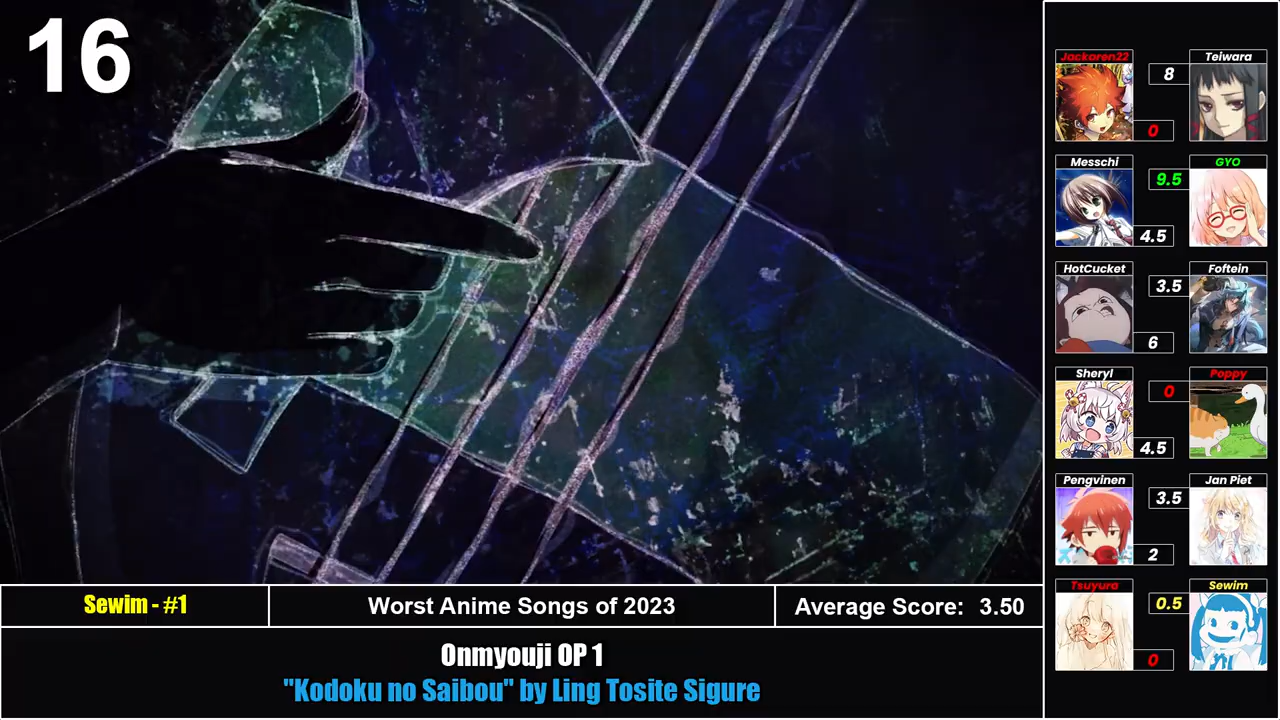 16
Jackoren22
Teiwara
8
0
Messchi
GYO
9.5
4.5
HotCucket
Foftein
3.5
6
Sheryl
Poppy
0
4.5
Pengvinen
Jan Piet
3.5
2
Tsuyura
Sewim
0.5
0
Sewim - #1
Worst Anime Songs of 2023
Average Score: 3.50
Onmyouji OP 1
"Kodoku no Saibou" by Ling Tosite Sigure